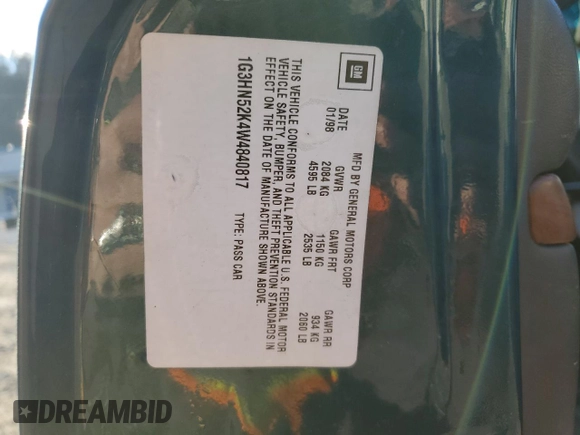 GM
MFD BY GENERAL MOTORS CORP
DATE GVWR GAWR FRT GAWR RR
01/98 2084 KG 1150 KG 934 KG
4595 LB 2535 LB 2060 LB
THIS VEHICLE CONFORMS TO ALL APPLICABLE U.S. FEDERAL MOTOR
VEHICLE SAFETY, BUMPER, AND THEFT PREVENTION STANDARDS IN
EFFECT ON THE DATE OF MANUFACTURE SHOWN ABOVE.
1G3HN52K4W4840817 TYPE: PASS CAR
DREAMBID